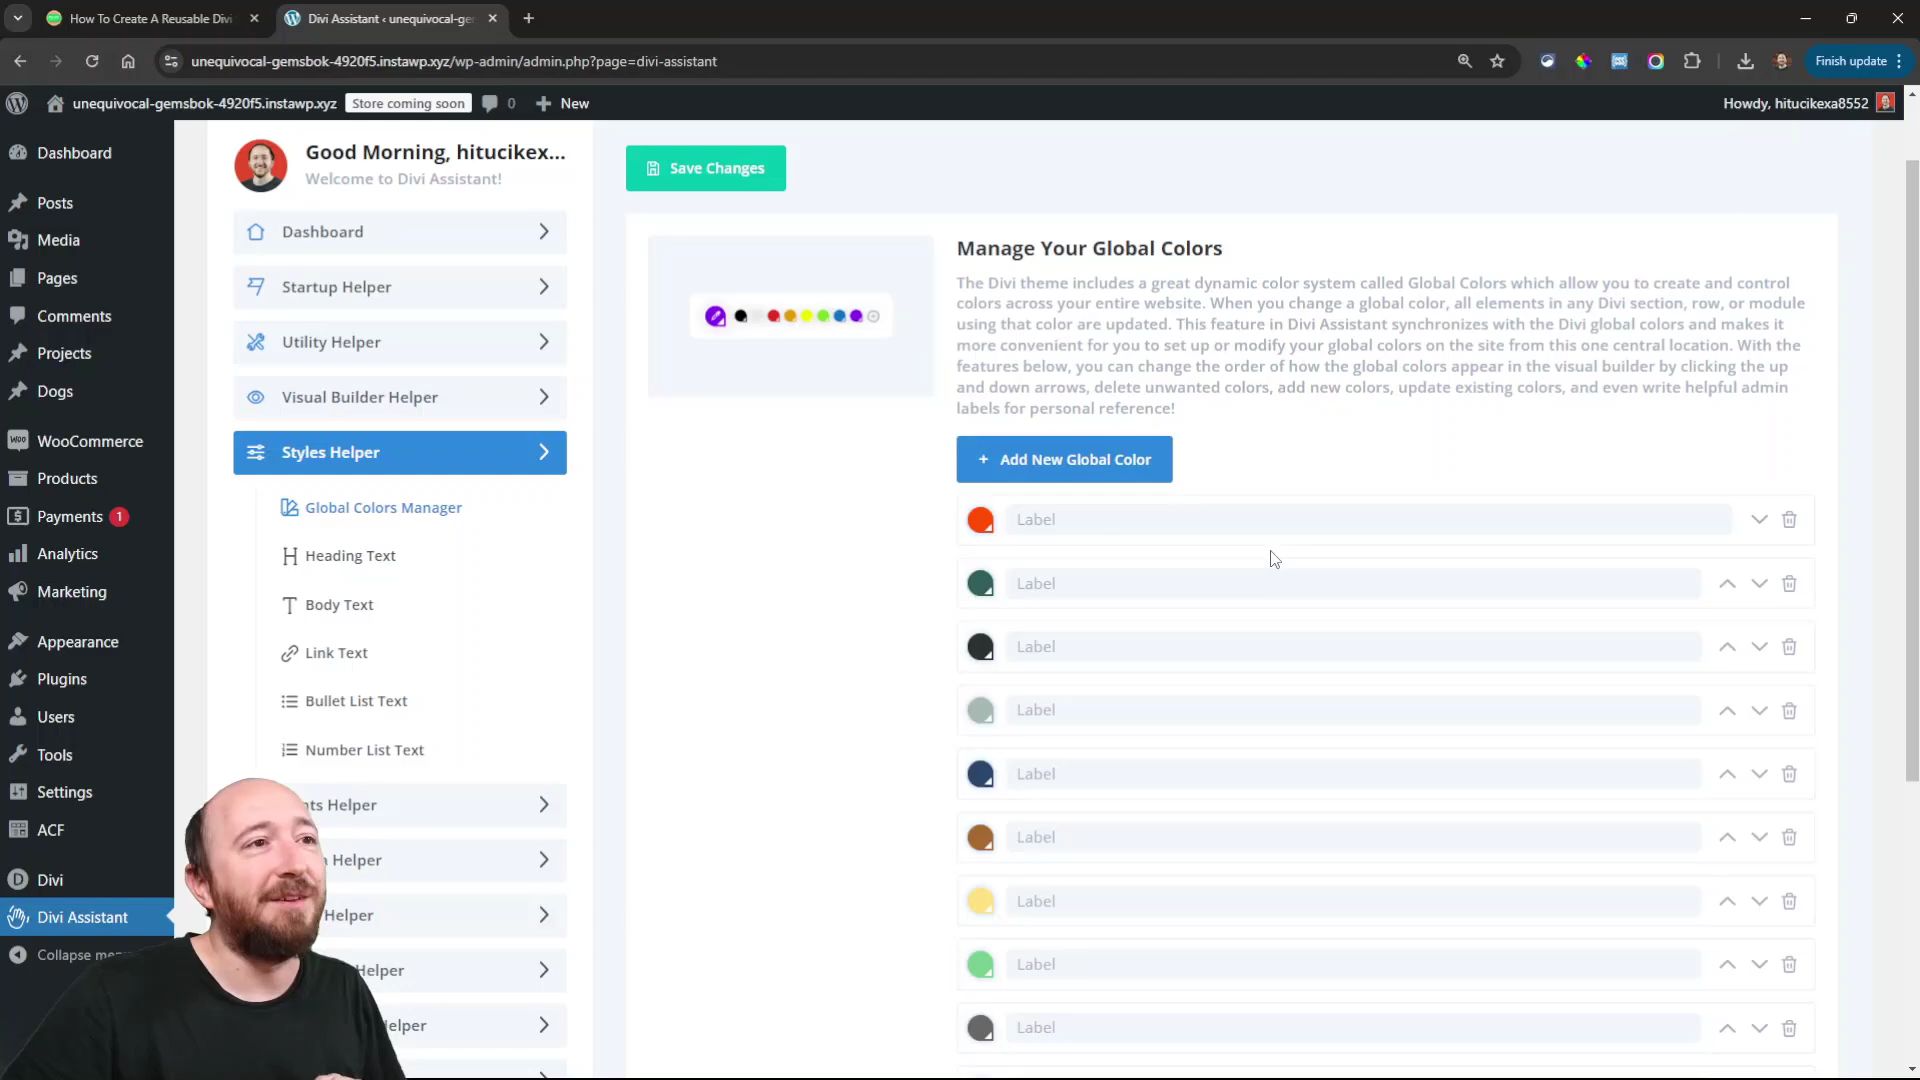 How To Create A Reusable Divi
Divi Assistant ‹ unequivocal-ge
unequivocal-gemsbok-4920f5.instawp.xyz/wp-admin/admin.php?page=divi-assistant
Finish update
unequivocal-gemsbok-4920f5.instawp.xyz
Store coming soon
0
New
Howdy, hitucikexa8552
Dashboard
Posts
Media
Pages
Comments
Projects
Dogs
WooCommerce
Products
Payments 1
Analytics
Marketing
Appearance
Plugins
Users
Tools
Settings
ACF
Divi
Divi Assistant
Collapse
Good Morning, hitucikex...
Welcome to Divi Assistant!
Dashboard
Startup Helper
Utility Helper
Visual Builder Helper
Styles Helper
Global Colors Manager
Heading Text
Body Text
Link Text
Bullet List Text
Number List Text
Helper
Helper
Helper
Helper
Save Changes
Manage Your Global Colors
The Divi theme includes a great dynamic color system called Global Colors which allow you to create and control
colors across your entire website. When you change a global color, all elements in any Divi section, row, or module
using that color are updated. This feature in Divi Assistant synchronizes with the Divi global colors and makes it
more convenient for you to set up or modify your global colors on the site from this one central location. With the
features below, you can change the order of how the global colors appear in the visual builder by clicking the up
and down arrows, delete unwanted colors, add new colors, update existing colors, and even write helpful admin
labels for personal reference!
+ Add New Global Color
Label
Label
Label
Label
Label
Label
Label
Label
Label